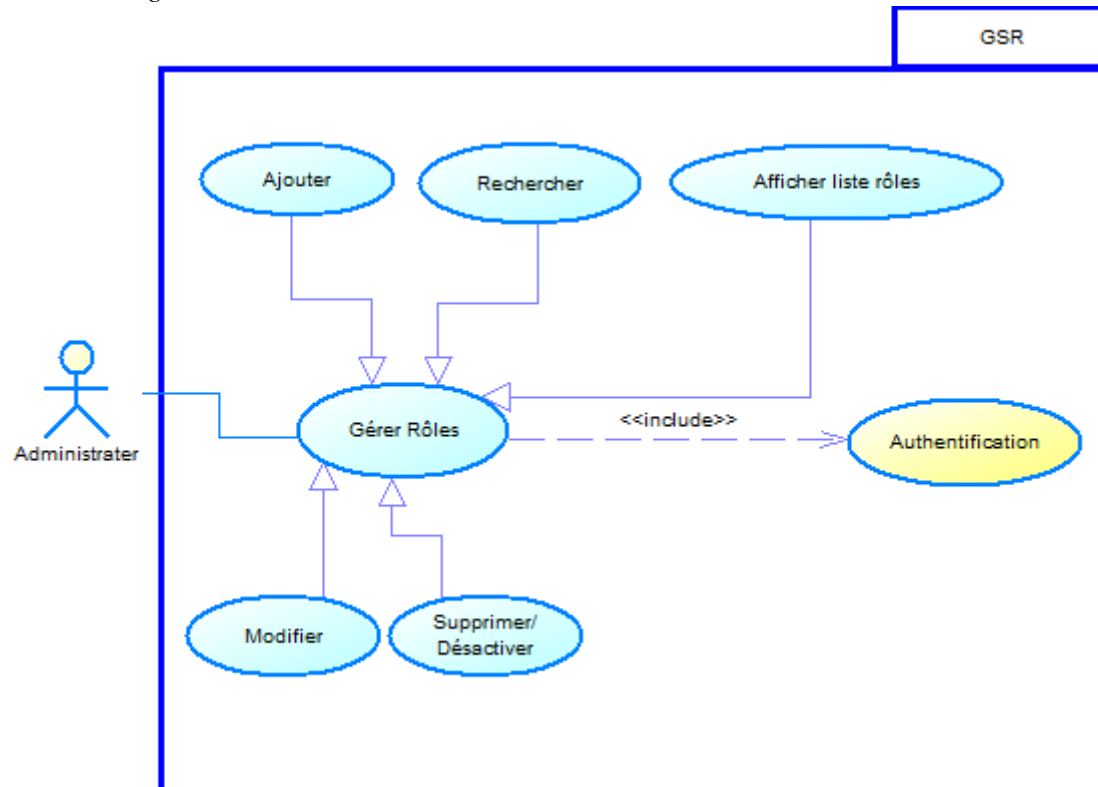 GSR
Ajouter
Rechercher
Afficher liste rôles
Gérer Rôles
<<include>>
Authentification
Administrater
Modifier
Supprimer/
Désactiver